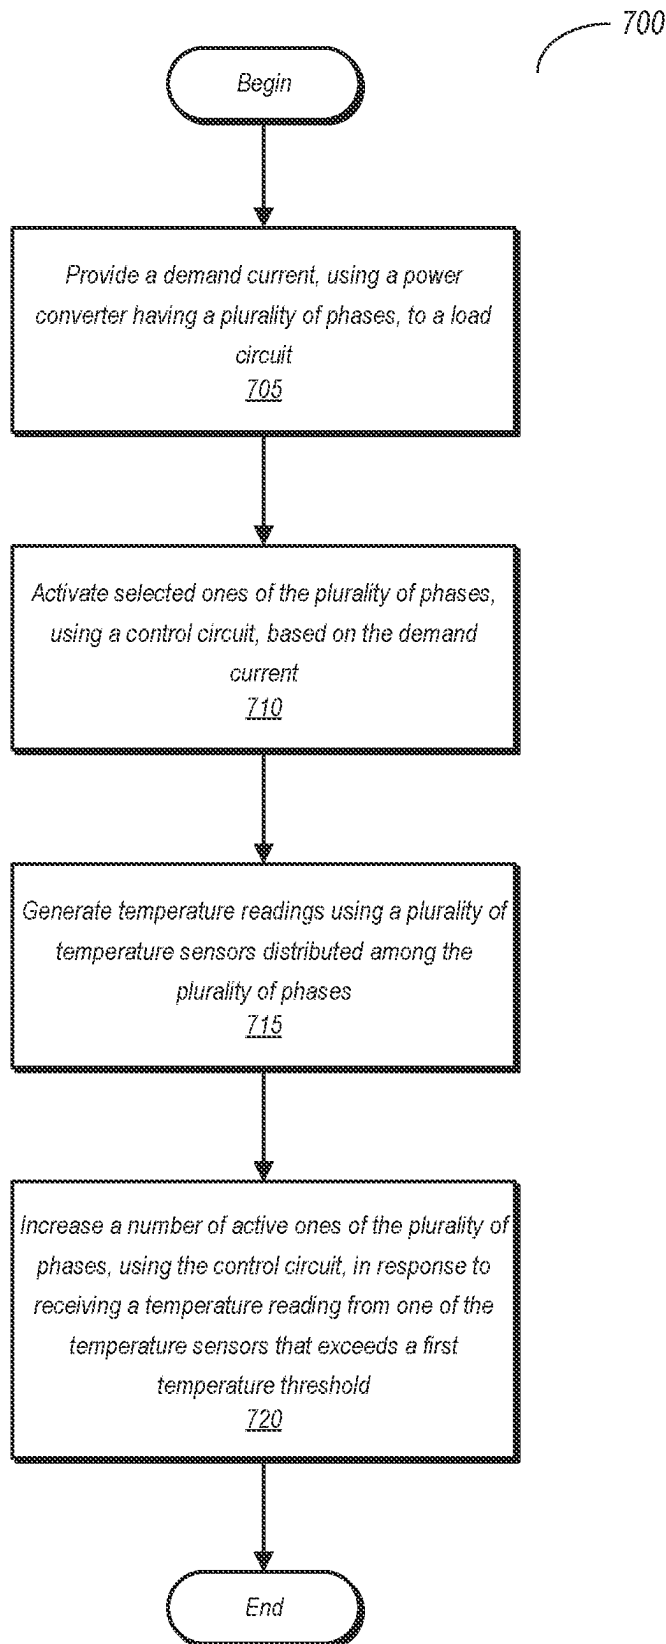 700
Begin
Provide a demand current, using a power
converter having a plurality of phases, to a load
circuit
705
Activate selected ones of the plurality of phases,
using a control circuit, based on the demand
current
710
Generate temperature readings using a plurality of
temperature sensors distributed among the
plurality of phases
715
Increase a number of active ones of the plurality of
phases, using the control circuit, in response to
receiving a temperature reading from one of the
temperature sensors that exceeds a first
temperature threshold
720
End